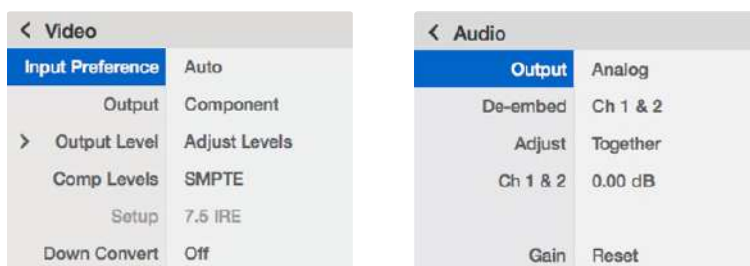 < Video
Input Preference Auto
Output Component
> Output Level Adjust Levels
Comp Levels SMPTE
Setup 7.5 IRE
Down Convert Off
< Audio
Output Analog
De-embed Ch 1 & 2
Adjust Together
Ch 1 & 2 0.00 dB
Gain Reset